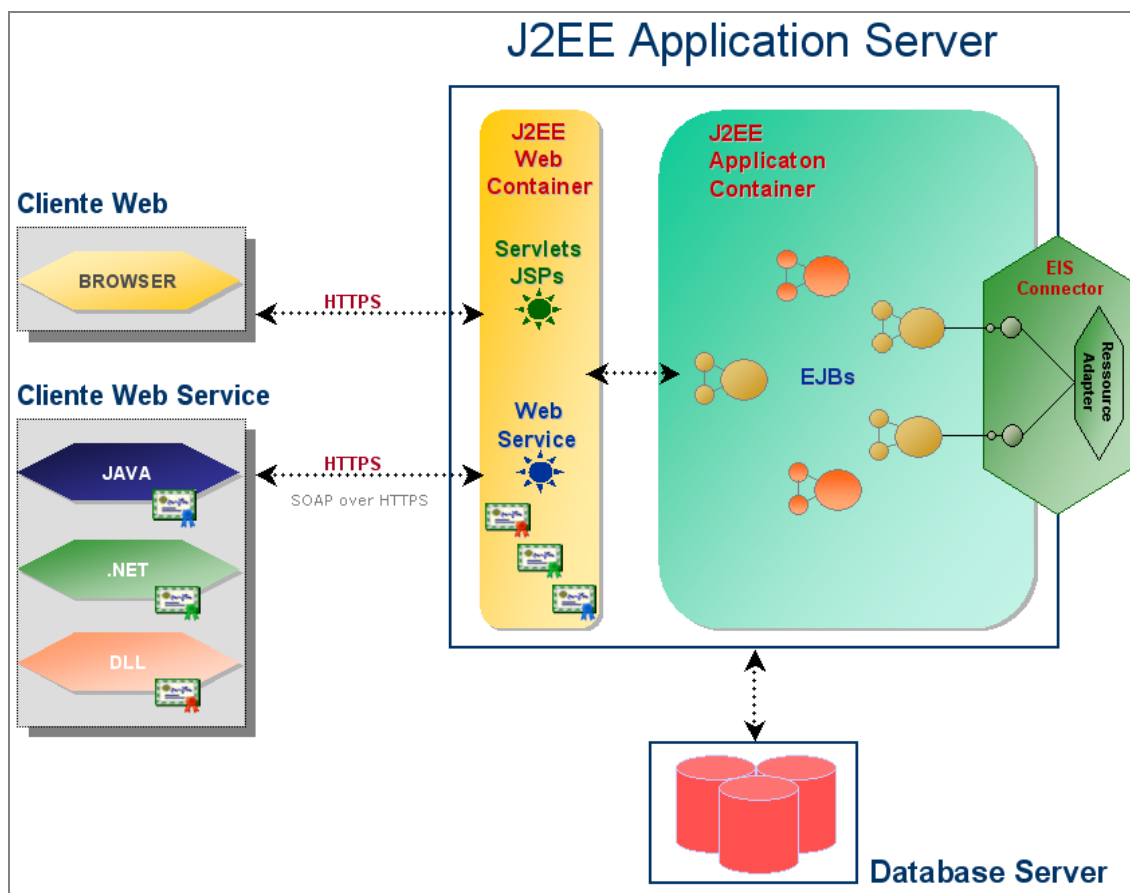 J2EE Application Server
J2EE
Web
Container
Servlets
JSPs
Web
Service
J2EE
Applicaton
Container
EJBs
EIS
Connector
Ressource
Adapter
Cliente Web
BROWSER
HTTPS
Cliente Web Service
JAVA
.NET
DLL
HTTPS
SOAP over HTTPS
Database Server